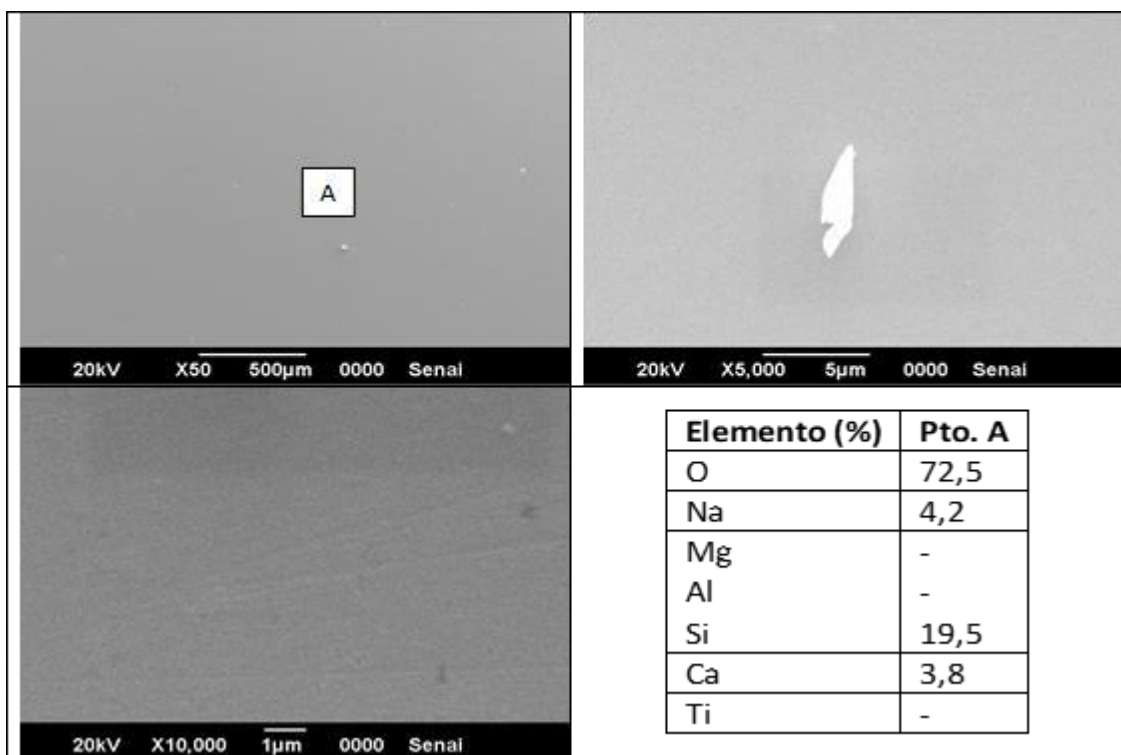 A
20kV X50 500µm 0000 Senai
20kV X5,000 5µm 0000 Senai
20kV X10,000 1µm 0000 Senai
Elemento (%) Pto. A
O 72,5
Na 4,2
Mg -
Al -
Si 19,5
Ca 3,8
Ti -